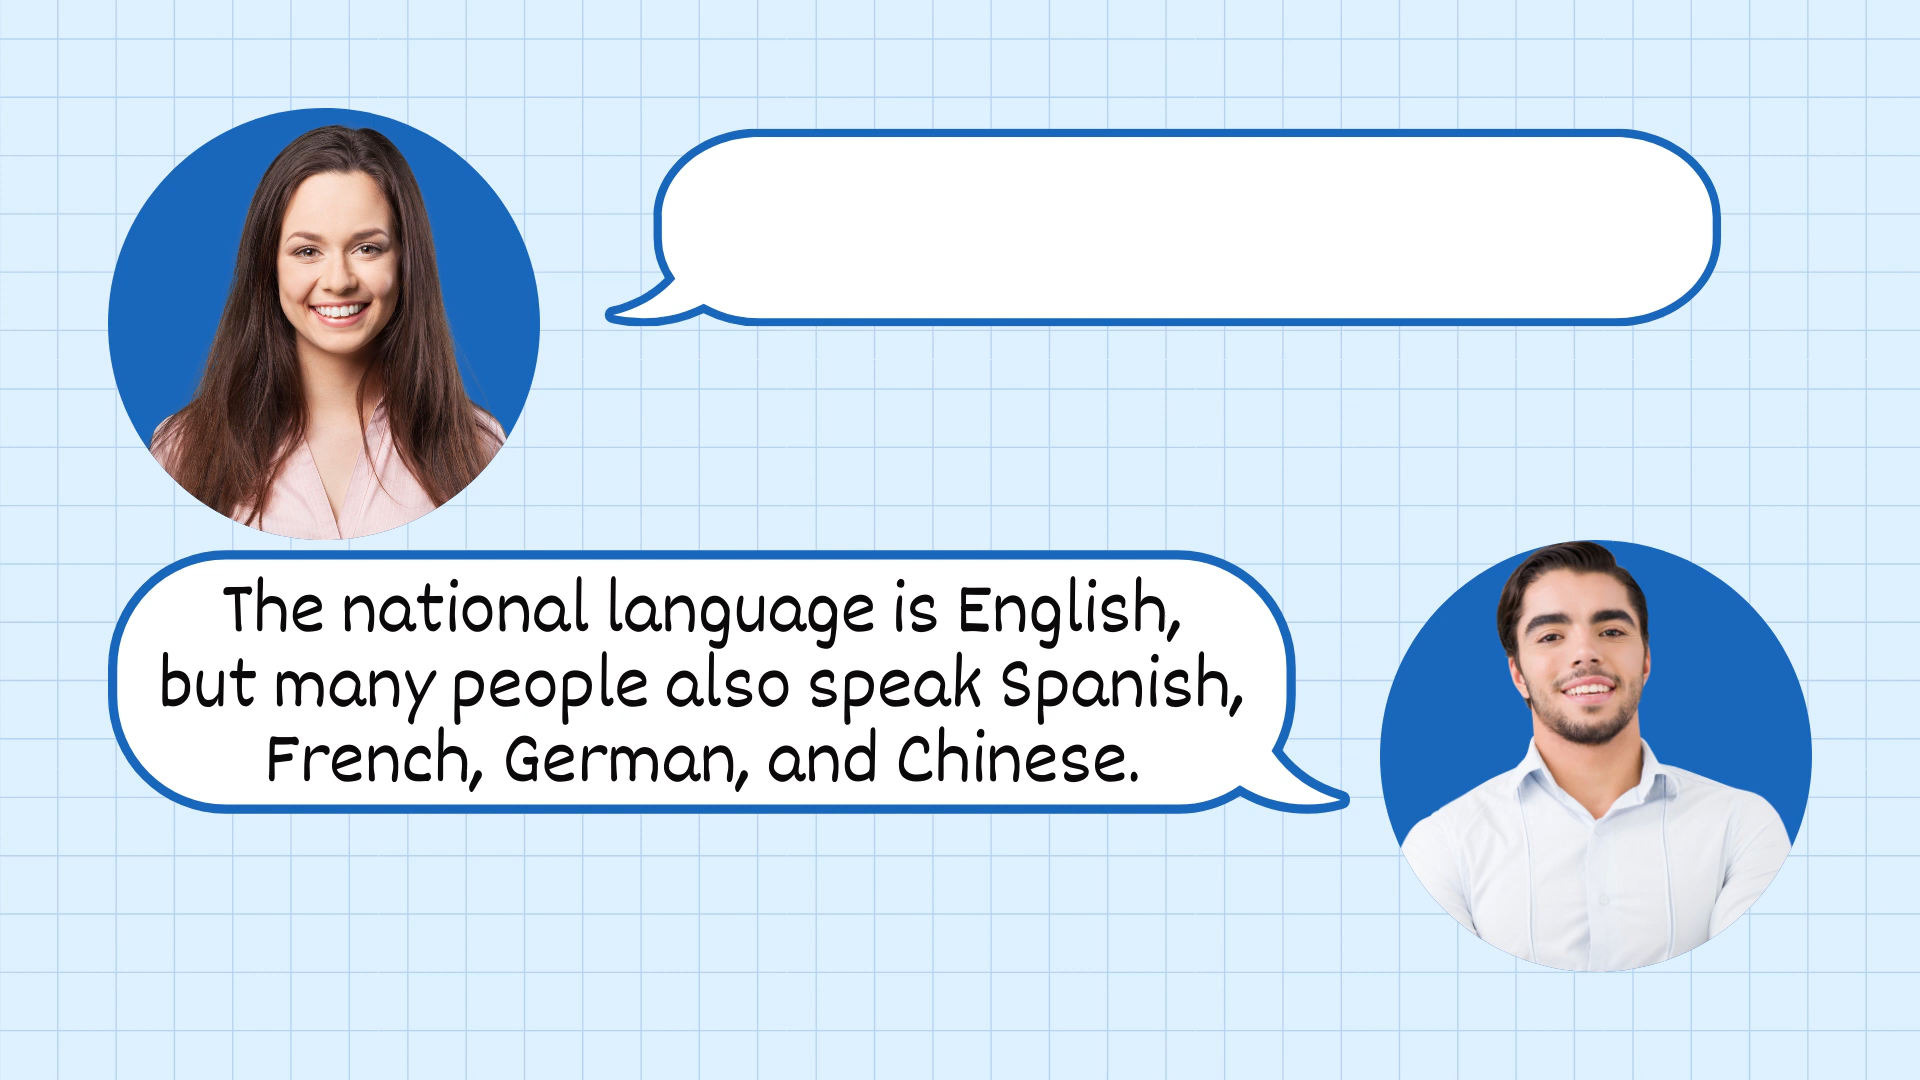 The national language is English,
but many people also speak Spanish,
French, German, and Chinese.